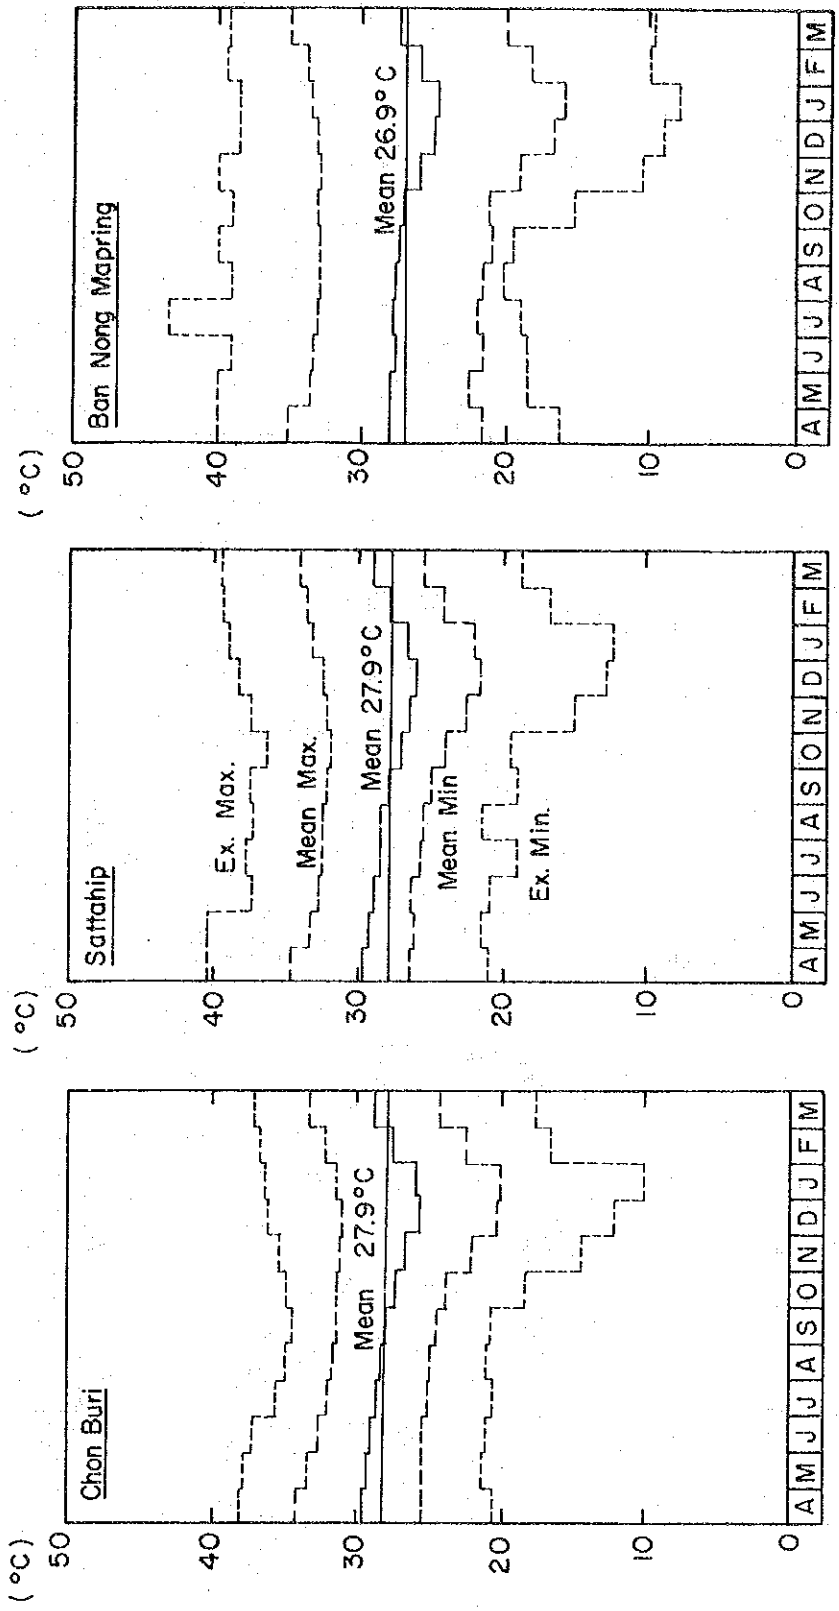 Chon Buri
( °C)
50
40
30
20
10
0
Mean 27.9°C
A M J J A S O N D J F M
Sattahip
( °C)
50
40
30
20
10
0
Ex. Max.
Mean Max.
Mean 27.9°C
Mean Min
Ex. Min.
A M J J A S O N D J F M
Ban Nong Mapring
( °C)
50
40
30
20
10
0
Mean 26.9°C
A M J J A S O N D J F M